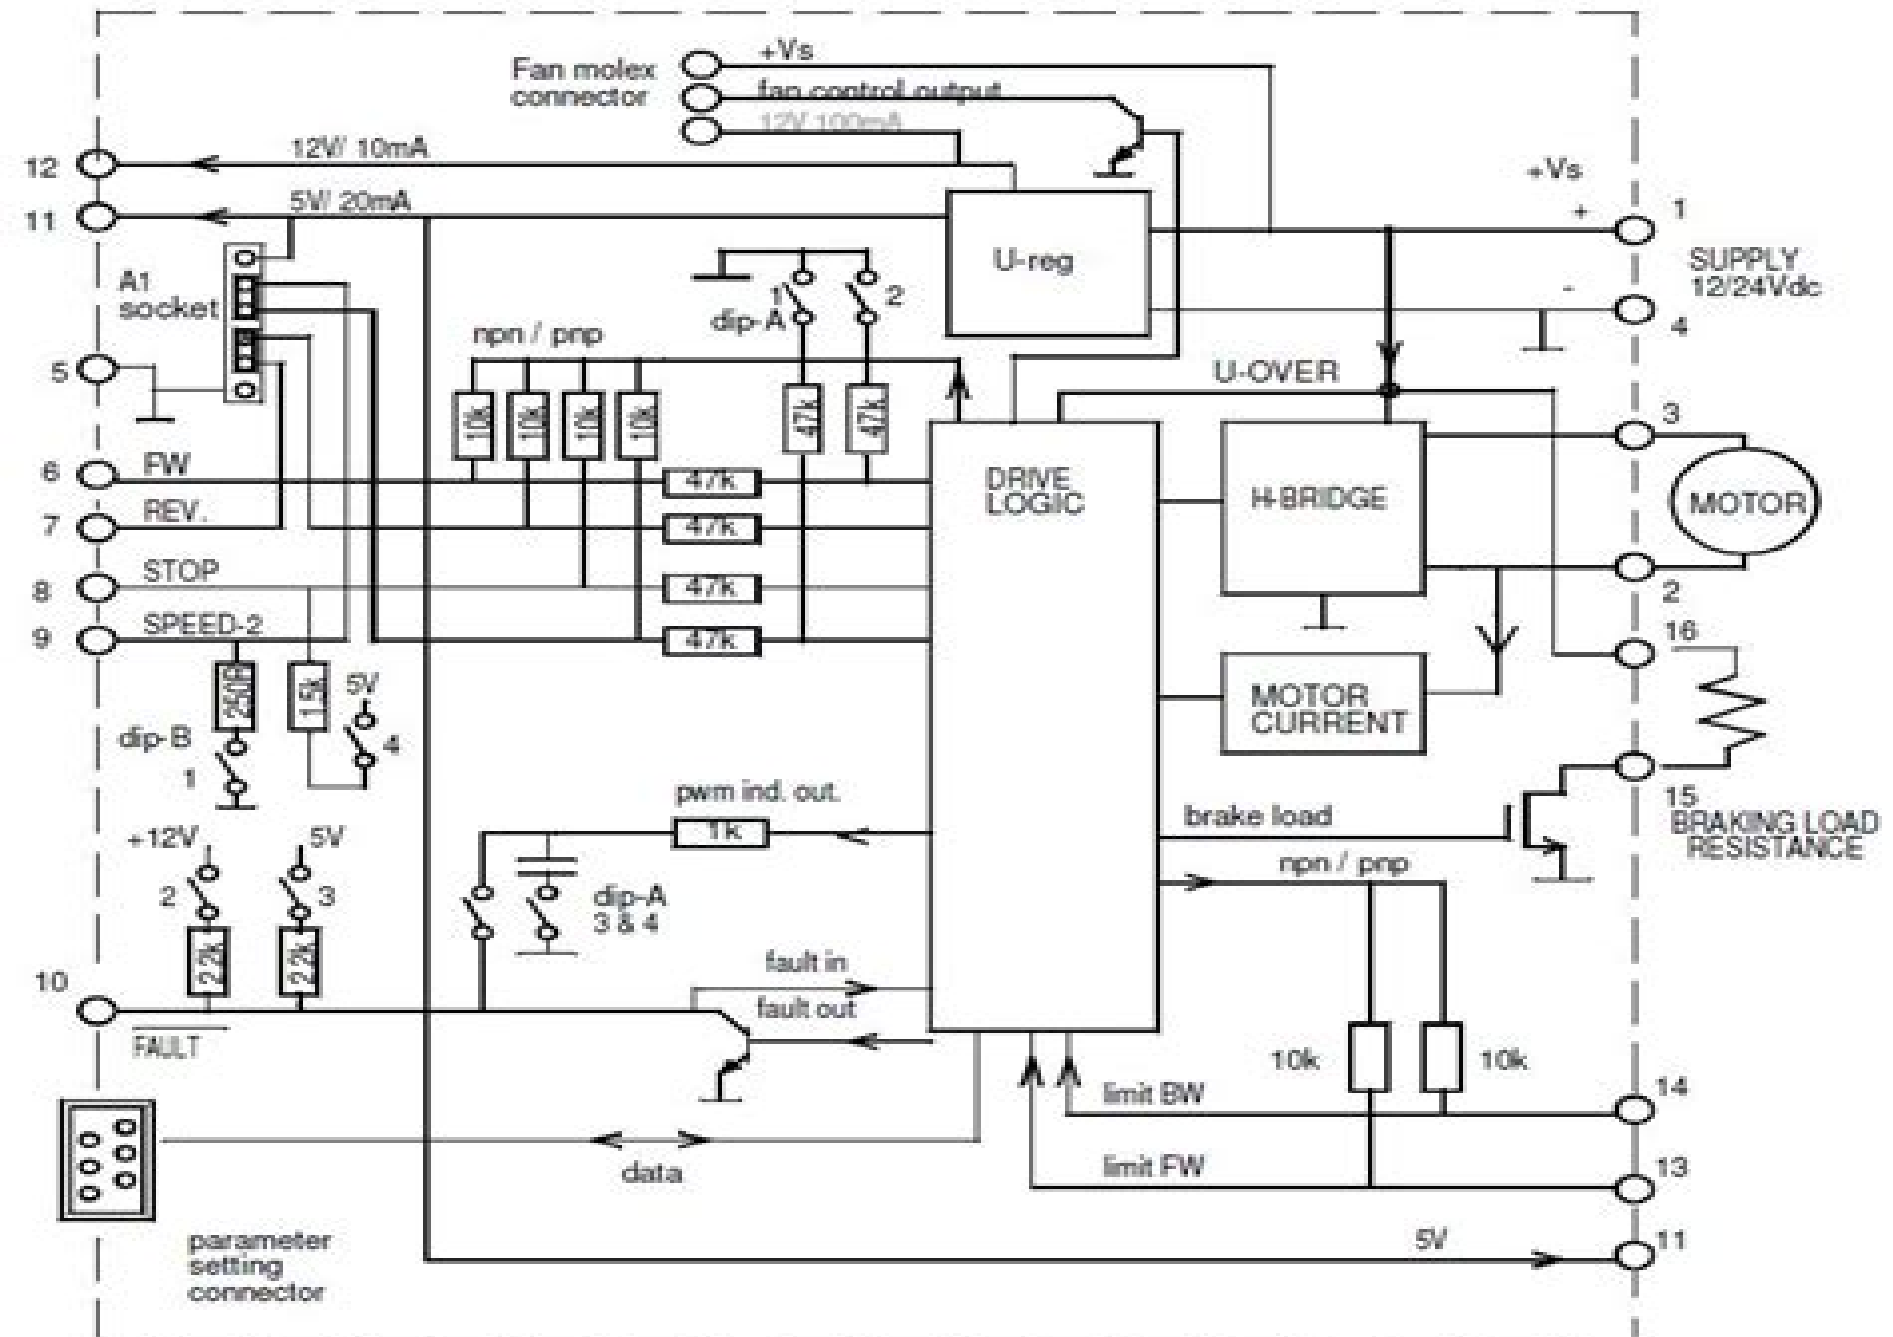 +Vs
Fan molex
connector
fan control output
12V 100mA
12V/ 10mA
12
5V/ 20mA
11
+Vs
+
1
SUPPLY
12/24Vdc
-
4
U-reg
A1
socket
1
2
dip-A
npn / pnp
5
U-OVER
3
10k
10k
10k
10k
47k
47k
6
FW
47k
DRIVE
LOGIC
H-BRIDGE
MOTOR
7
REV.
47k
8
STOP
47k
2
9
SPEED-2
47k
16
250R
15k
5V
4
dip-B
1
MOTOR
CURRENT
pwm ind. out.
1k
brake load
15
BRAKING LOAD
RESISTANCE
+12V
5V
2
3
npn / pnp
dip-A
3 & 4
22k
22k
10
fault in
fault out
FAULT
10k
10k
limit BW
14
data
limit FW
13
parameter
setting
connector
5V
11